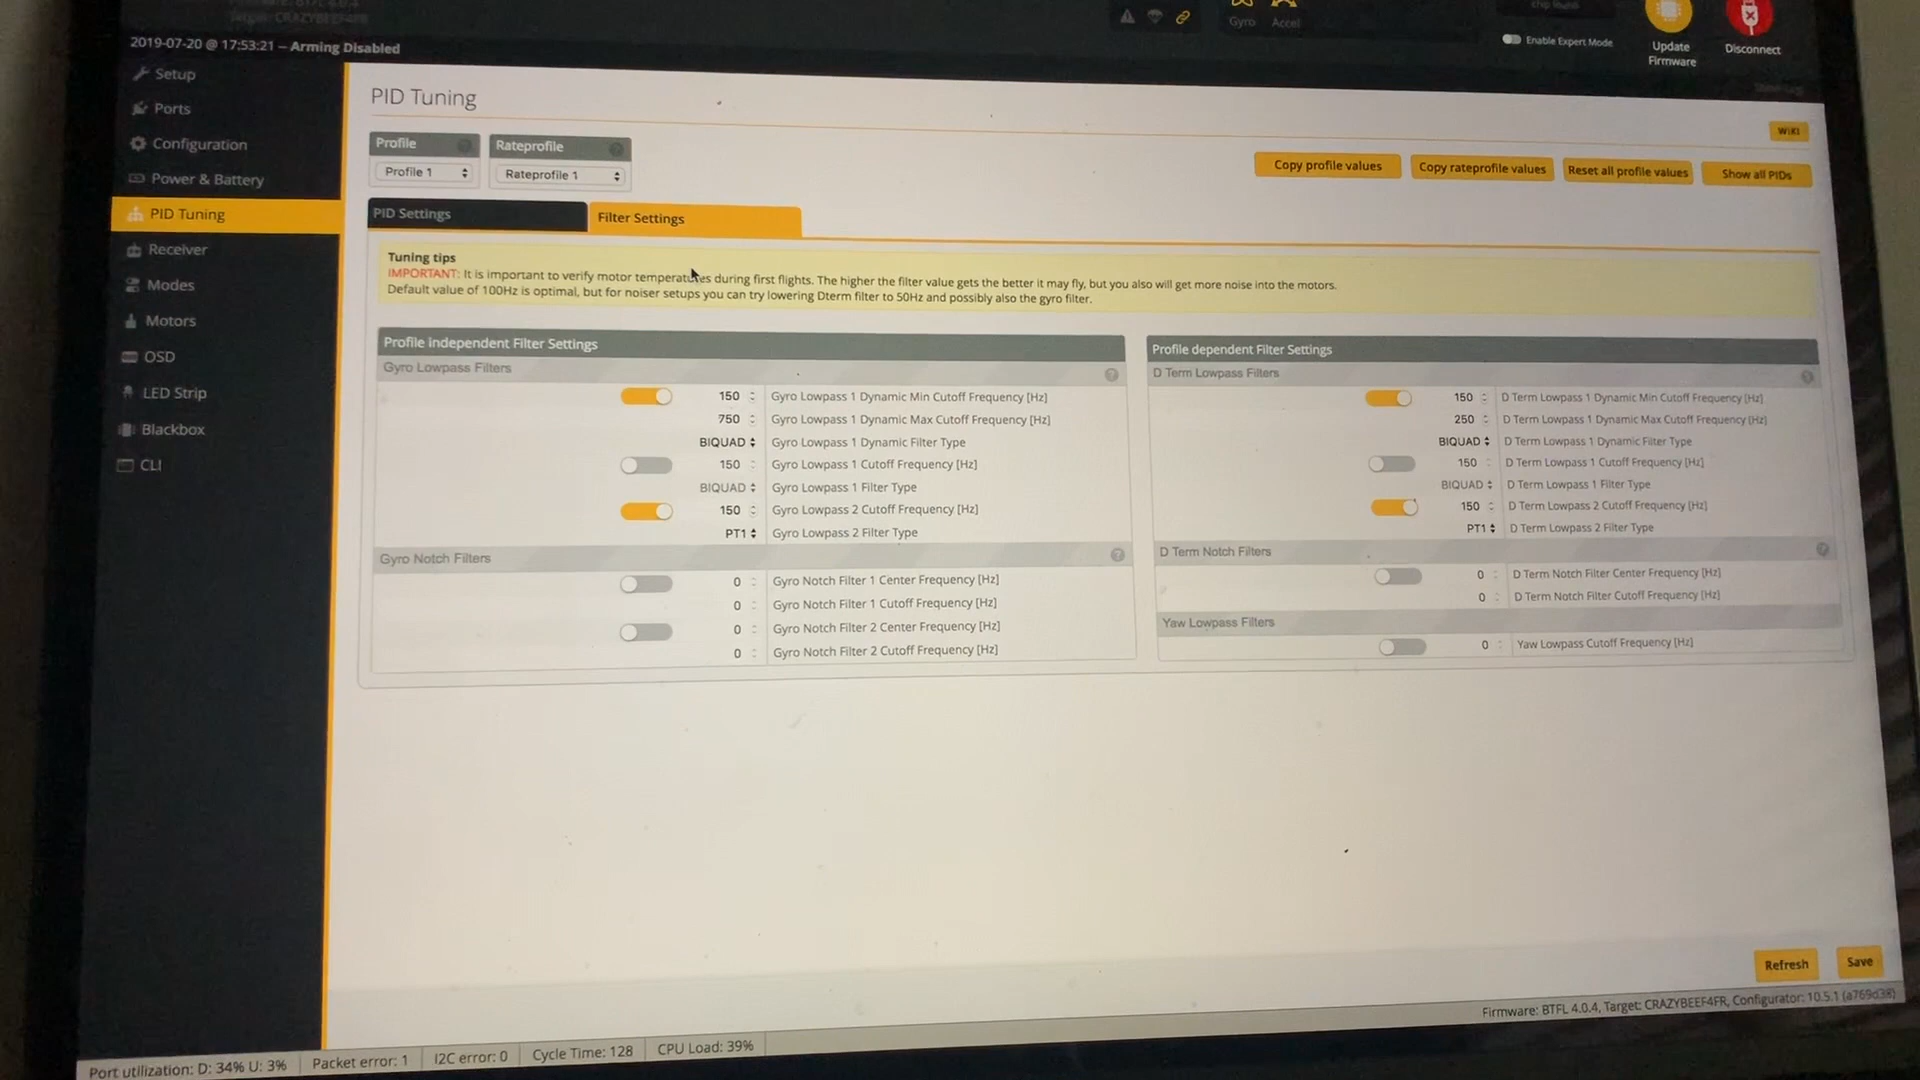 Target: CRAZYBEEF4FR
2019-07-20 @ 17:53:21 -- Arming Disabled
Gyro
Accel
Enable Expert Mode
Update
Firmware
Disconnect
Setup
Ports
Configuration
Power & Battery
PID Tuning
Receiver
Modes
Motors
OSD
LED Strip
Blackbox
CLI
PID Tuning
WIKI
Profile
Profile 1
Rateprofile
Rateprofile 1
Copy profile values
Copy rateprofile values
Reset all profile values
Show all PIDs
PID Settings
Filter Settings
Tuning tips
IMPORTANT: It is important to verify motor temperatures during first flights. The higher the filter value gets the better it may fly, but you also will get more noise into the motors.
Default value of 100Hz is optimal, but for noiser setups you can try lowering Dterm filter to 50Hz and possibly also the gyro filter.
Profile independent Filter Settings
Gyro Lowpass Filters
150 Gyro Lowpass 1 Dynamic Min Cutoff Frequency [Hz]
750 Gyro Lowpass 1 Dynamic Max Cutoff Frequency [Hz]
BIQUAD Gyro Lowpass 1 Dynamic Filter Type
150 Gyro Lowpass 1 Cutoff Frequency [Hz]
BIQUAD Gyro Lowpass 1 Filter Type
150 Gyro Lowpass 2 Cutoff Frequency [Hz]
PT1 Gyro Lowpass 2 Filter Type
Gyro Notch Filters
0 Gyro Notch Filter 1 Center Frequency [Hz]
0 Gyro Notch Filter 1 Cutoff Frequency [Hz]
0 Gyro Notch Filter 2 Center Frequency [Hz]
0 Gyro Notch Filter 2 Cutoff Frequency [Hz]
Profile dependent Filter Settings
D Term Lowpass Filters
150 D Term Lowpass 1 Dynamic Min Cutoff Frequency [Hz]
250 D Term Lowpass 1 Dynamic Max Cutoff Frequency [Hz]
BIQUAD D Term Lowpass 1 Dynamic Filter Type
150 D Term Lowpass 1 Cutoff Frequency [Hz]
BIQUAD D Term Lowpass 1 Filter Type
150 D Term Lowpass 2 Cutoff Frequency [Hz]
PT1 D Term Lowpass 2 Filter Type
D Term Notch Filters
0 D Term Notch Filter Center Frequency [Hz]
0 D Term Notch Filter Cutoff Frequency [Hz]
Yaw Lowpass Filters
0 Yaw Lowpass Cutoff Frequency [Hz]
Refresh
Save
Port utilization: D: 34% U: 3%
Packet error: 1
I2C error: 0
Cycle Time: 128
CPU Load: 39%
Firmware: BTFL 4.0.4, Target: CRAZYBEEF4FR, Configurator: 10.5.1 (a769d38)